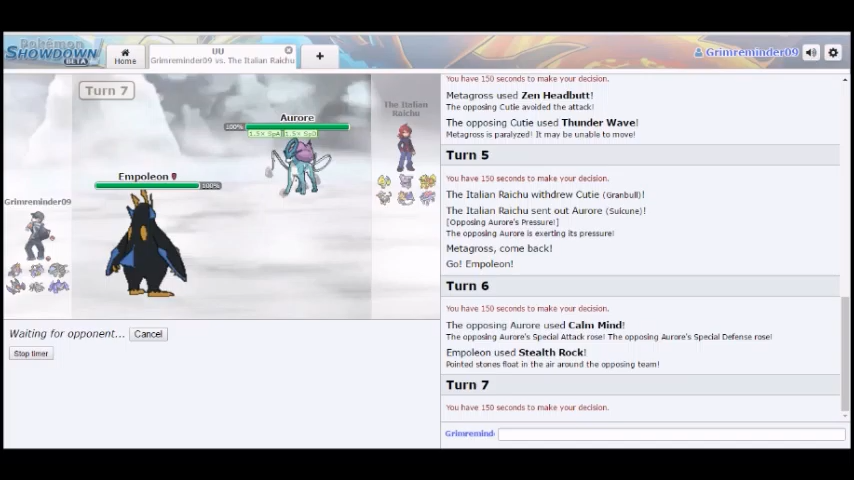 Pokémon
SHOWDOWN
BETA
Home
UU
Grimreminder09 vs. The Italian Raichu
+
Grimreminder09
Turn 7
Aurore
100%
1.5× SpA 1.5× SpD
Empoleon
100%
The Italian
Raichu
Grimreminder09
Waiting for opponent... Cancel
Stop timer
You have 150 seconds to make your decision.
Metagross used Zen Headbutt!
The opposing Cutie avoided the attack!
The opposing Cutie used Thunder Wave!
Metagross is paralyzed! It may be unable to move!
Turn 5
You have 150 seconds to make your decision.
The Italian Raichu withdrew Cutie (Granbull)!
The Italian Raichu sent out Aurore (Suicune)!
[Opposing Aurore's Pressure!]
The opposing Aurore is exerting its pressure!
Metagross, come back!
Go! Empoleon!
Turn 6
You have 150 seconds to make your decision.
The opposing Aurore used Calm Mind!
The opposing Aurore's Special Attack rose! The opposing Aurore's Special Defense rose!
Empoleon used Stealth Rock!
Pointed stones float in the air around the opposing team!
Turn 7
You have 150 seconds to make your decision.
Grimremind: